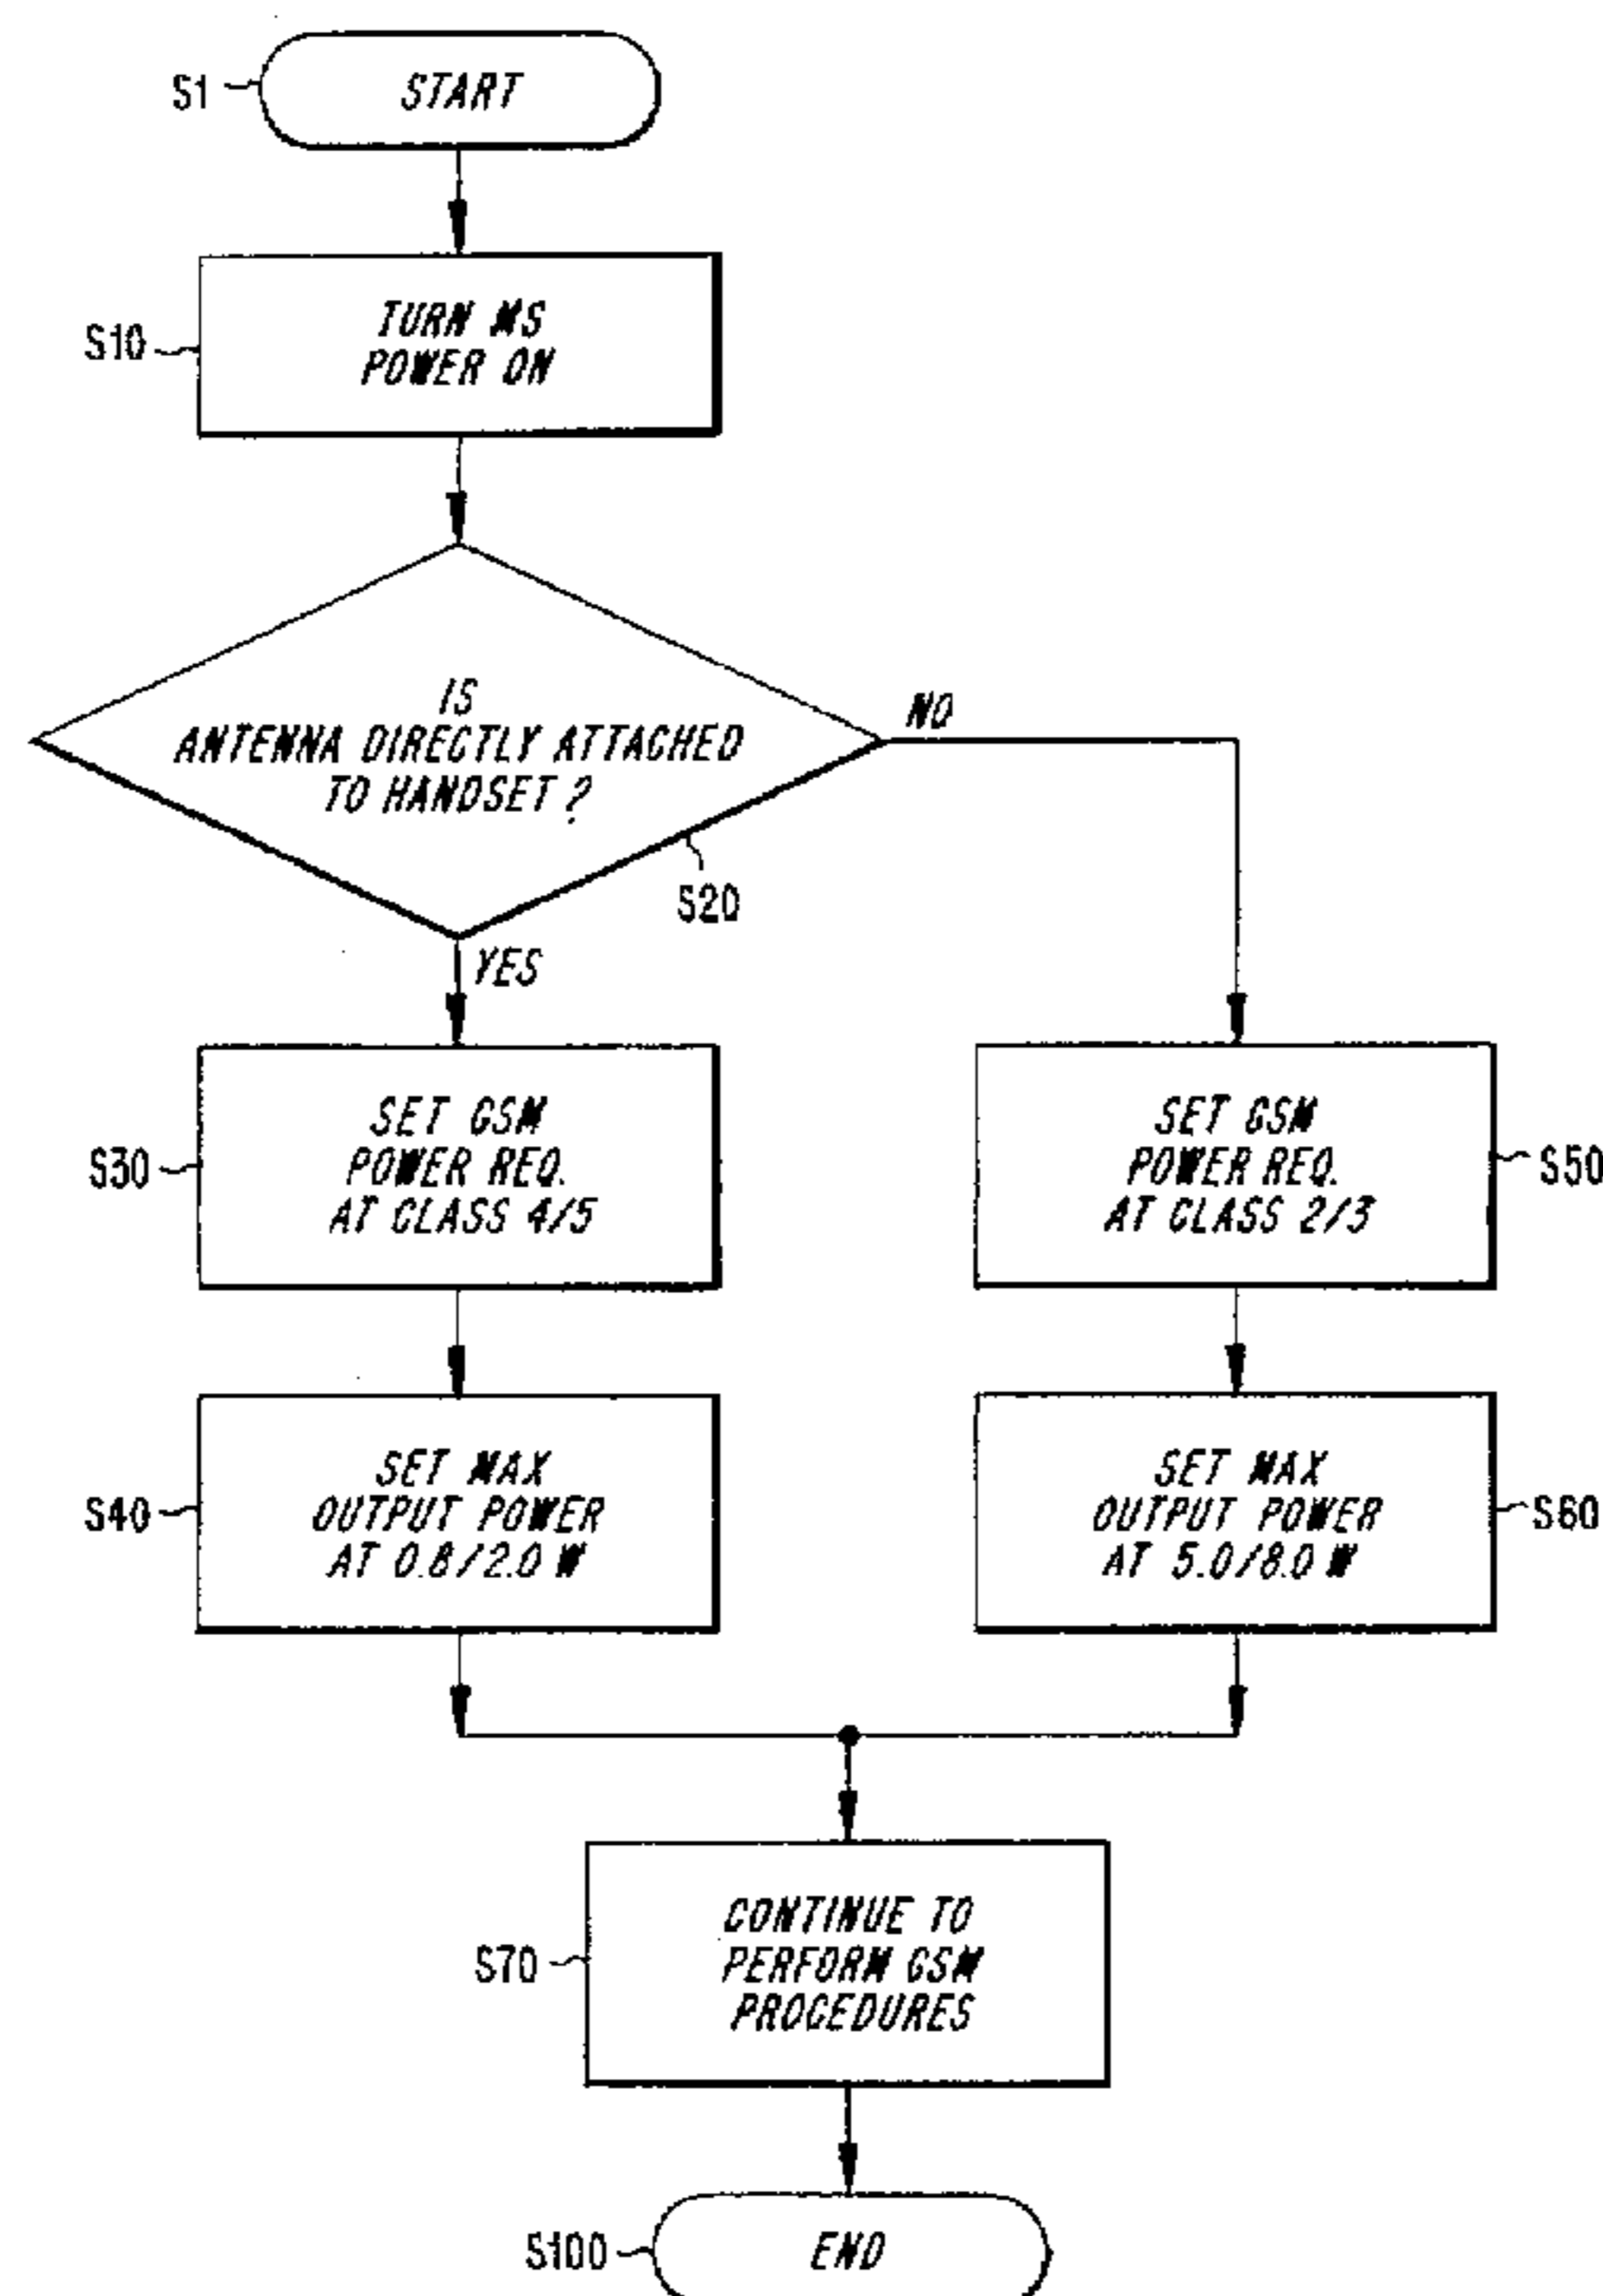 S1
START
S10
TURN MS
POWER ON
IS
ANTENNA DIRECTLY ATTACHED
TO HANDSET?
NO
S20
YES
S30
SET GSM
POWER REQ.
AT CLASS 4/5
SET GSM
POWER REQ.
AT CLASS 2/3
S50
S40
SET MAX
OUTPUT POWER
AT 0.8/2.0 W
SET MAX
OUTPUT POWER
AT 5.0/8.0 W
S60
S70
CONTINUE TO
PERFORM GSM
PROCEDURES
S100
END